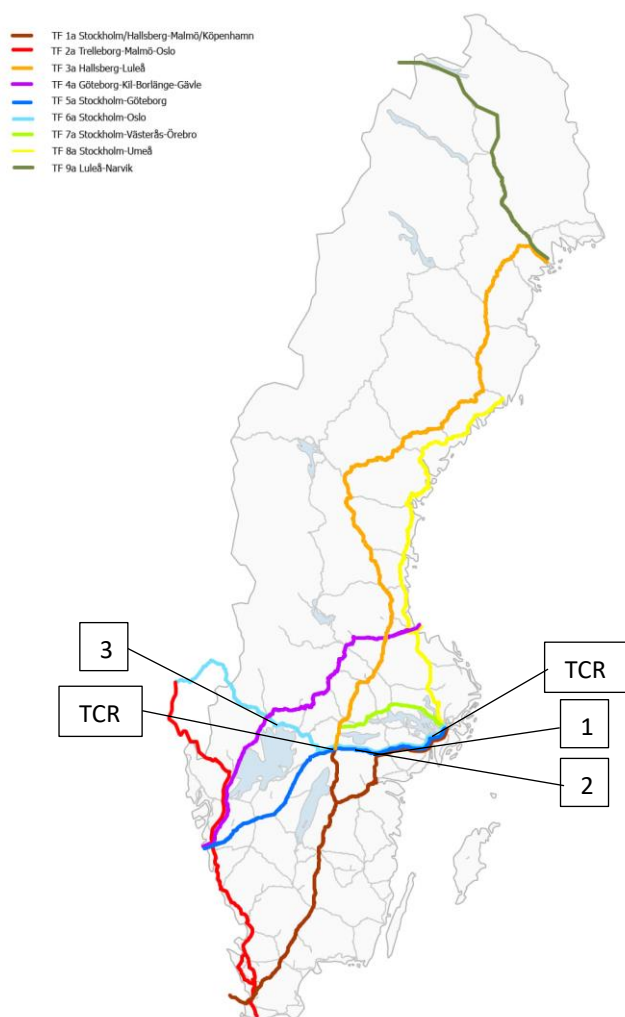 TF 1a Stockholm/Hallsberg-Malmö/Köpenhamn
TF 2a Trelleborg-Malmö-Oslo
TF 3a Hallsberg-Luleå
TF 4a Göteborg-Kil-Borlänge-Gävle
TF 5a Stockholm-Göteborg
TF 6a Stockholm-Oslo
TF 7a Stockholm-Västerås-Örebro
TF 8a Stockholm-Umeå
TF 9a Luleå-Narvik
3
TCR
TCR
1
2